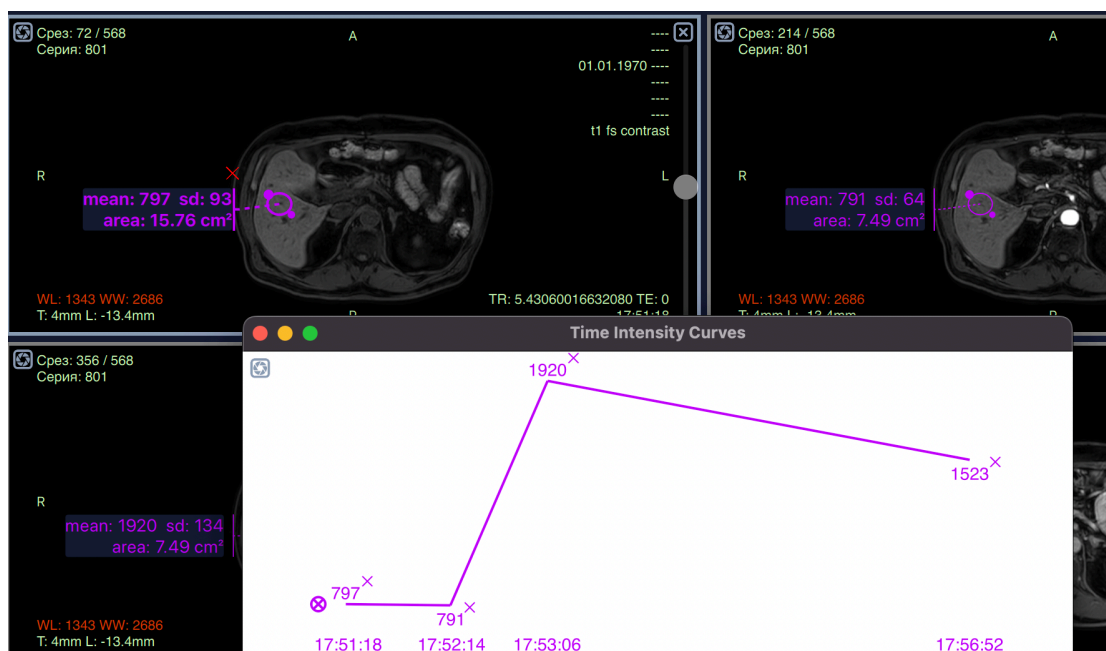 Срез: 72 / 568
Серия: 801
A
----
----
01.01.1970 ----
----
----
----
t1 fs contrast
R
L
mean: 797 sd: 93
area: 15.76 cm²
WL: 1343 WW: 2686
T: 4mm L: -13.4mm
TR: 5.43060016632080 TE: 0
17:51:18
Срез: 214 / 568
Серия: 801
A
R
mean: 791 sd: 64
area: 7.49 cm²
WL: 1343 WW: 2686
T: 4mm L: -13.4mm
Срез: 356 / 568
Серия: 801
R
mean: 1920 sd: 134
area: 7.49 cm²
WL: 1343 WW: 2686
T: 4mm L: -13.4mm
Time Intensity Curves
1920
1523
797
791
17:51:18 17:52:14 17:53:06 17:56:52